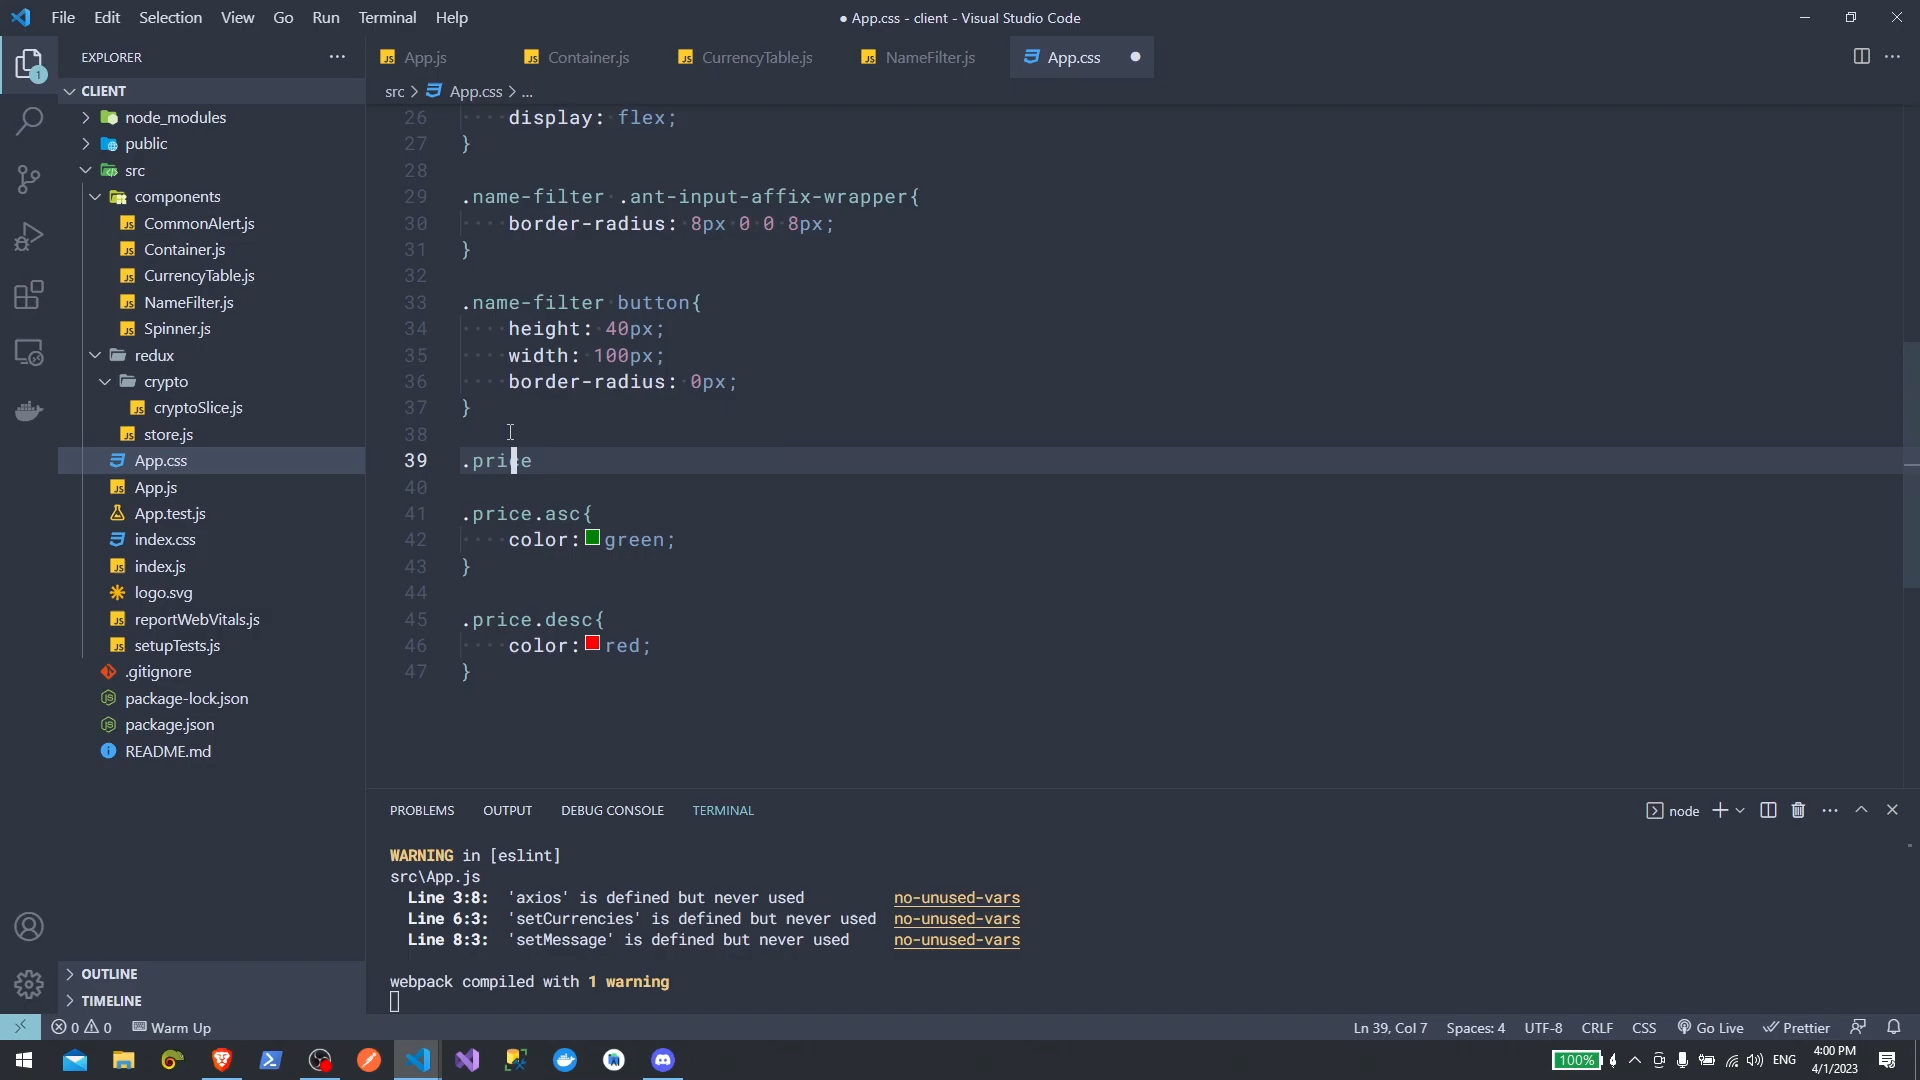 File Edit Selection View Go Run Terminal Help
● App.css - client - Visual Studio Code
EXPLORER
App.js Container.js CurrencyTable.js NameFilter.js App.css
src > App.css > ...
CLIENT
node_modules
public
src
components
CommonAlert.js
Container.js
CurrencyTable.js
NameFilter.js
Spinner.js
redux
crypto
cryptoSlice.js
store.js
App.css
App.js
App.test.js
index.css
index.js
logo.svg
reportWebVitals.js
setupTests.js
.gitignore
package-lock.json
package.json
README.md
OUTLINE
TIMELINE
26 display: flex;
27 }
28
29 .name-filter .ant-input-affix-wrapper{
30 border-radius: 8px 0 0 8px;
31 }
32
33 .name-filter button{
34 height: 40px;
35 width: 100px;
36 border-radius: 0px;
37 }
38
39 .price
40
41 .price.asc{
42 color: green;
43 }
44
45 .price.desc{
46 color: red;
47 }
PROBLEMS OUTPUT DEBUG CONSOLE TERMINAL
node
WARNING in [eslint]
src\App.js
Line 3:8: 'axios' is defined but never used no-unused-vars
Line 6:3: 'setCurrencies' is defined but never used no-unused-vars
Line 8:3: 'setMessage' is defined but never used no-unused-vars
webpack compiled with 1 warning
0 0 Warm Up
Ln 39, Col 7 Spaces: 4 UTF-8 CRLF CSS Go Live Prettier
100% ENG
4:00 PM
4/1/2023
1